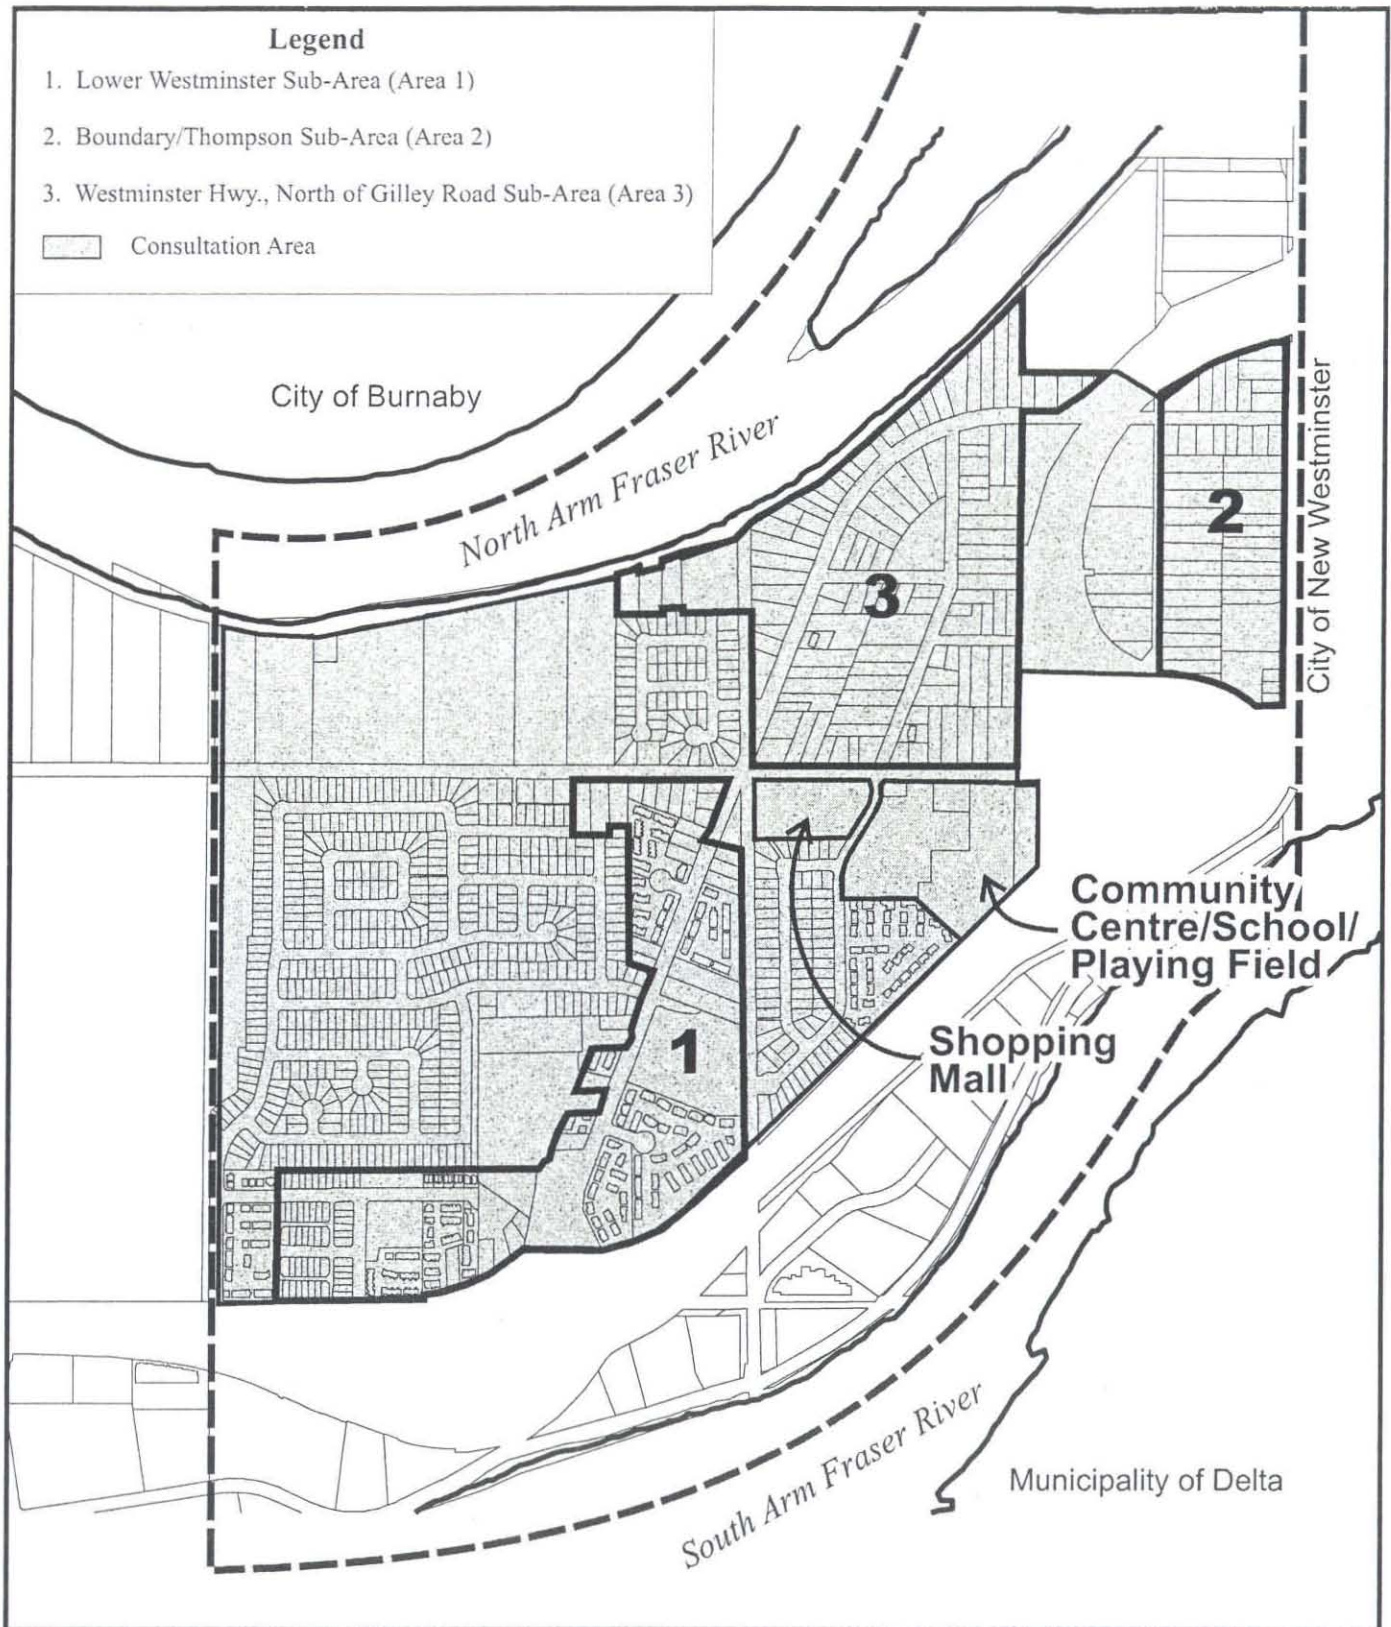 Legend
1. Lower Westminster Sub-Area (Area 1)
2. Boundary/Thompson Sub-Area (Area 2)
3. Westminster Hwy., North of Gilley Road Sub-Area (Area 3)
Consultation Area
City of Burnaby
North Arm Fraser River
2
City of New Westminster
3
Community
Centre/School/
Playing Field
1
Shopping
Mall
South Arm Fraser River
Municipality of Delta